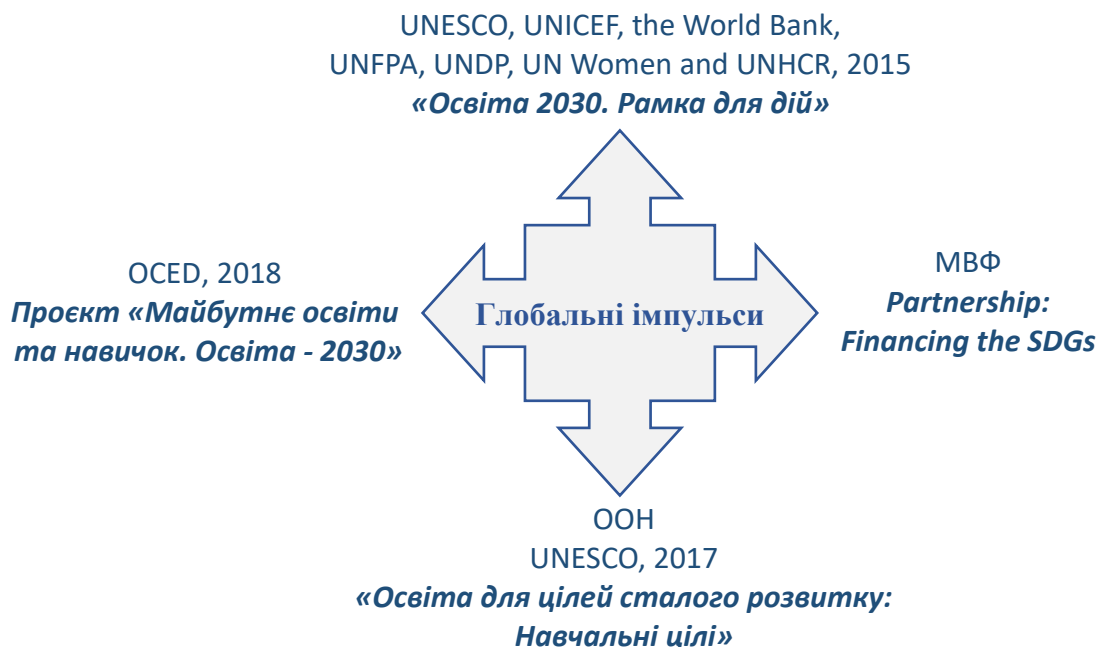 UNESCO, UNICEF, the World Bank,
UNFPA, UNDP, UN Women and UNHCR, 2015
«Освіта 2030. Рамка для дій»
OCED, 2018
Проєкт «Майбутнє освіти
та навичок. Освіта - 2030»
Глобальні імпульси
МВФ
Partnership:
Financing the SDGs
ООН
UNESCO, 2017
«Освіта для цілей сталого розвитку:
Навчальні цілі»